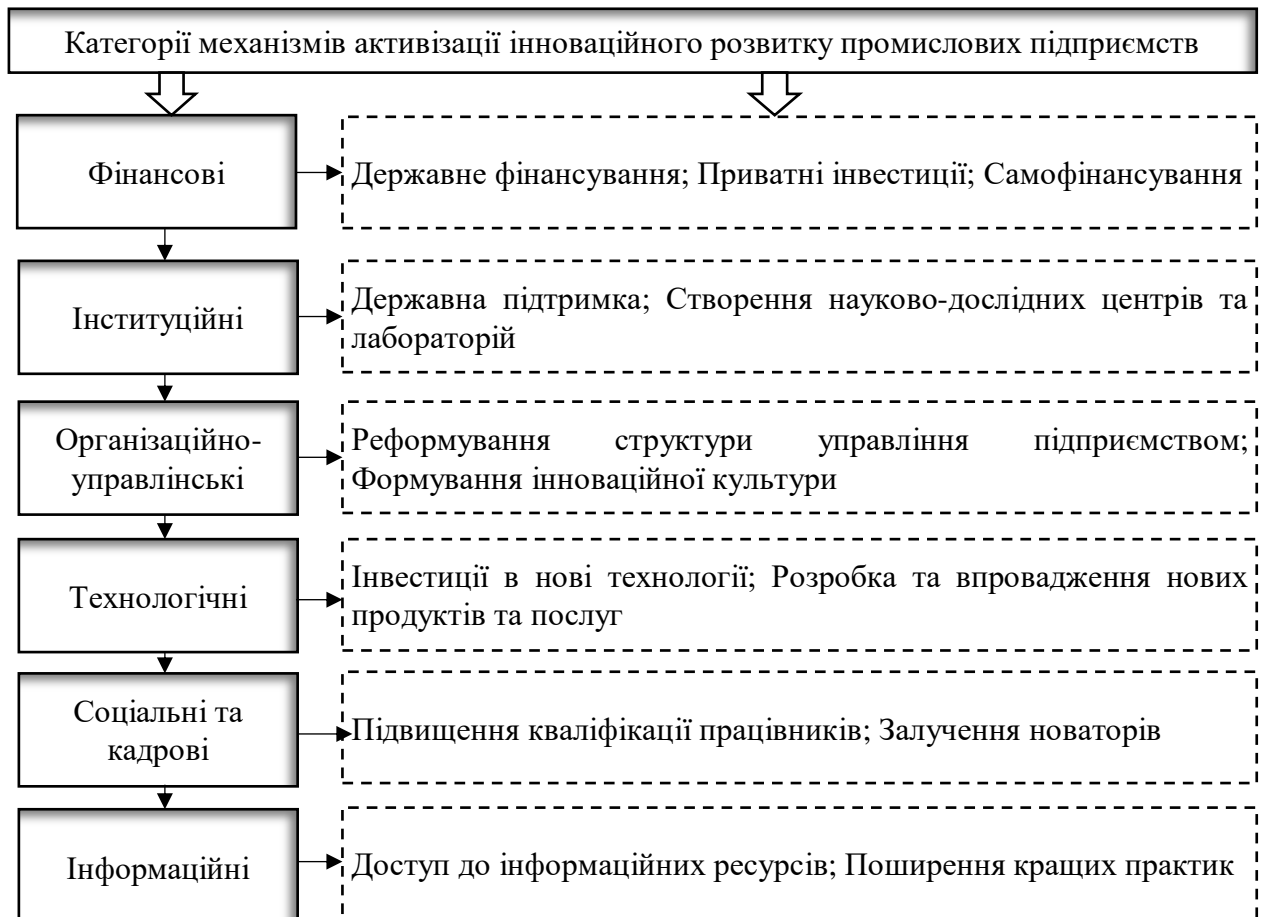 Категорії механізмів активізації інноваційного розвитку промислових підприємств
Фінансові
Державне фінансування; Приватні інвестиції; Самофінансування
Інституційні
Державна підтримка; Створення науково-дослідних центрів та
лабораторій
Організаційно-
управлінські
Реформування структури управління підприємством;
Формування інноваційної культури
Технологічні
Інвестиції в нові технології; Розробка та впровадження нових
продуктів та послуг
Соціальні та
кадрові
Підвищення кваліфікації працівників; Залучення новаторів
Інформаційні
Доступ до інформаційних ресурсів; Поширення кращих практик